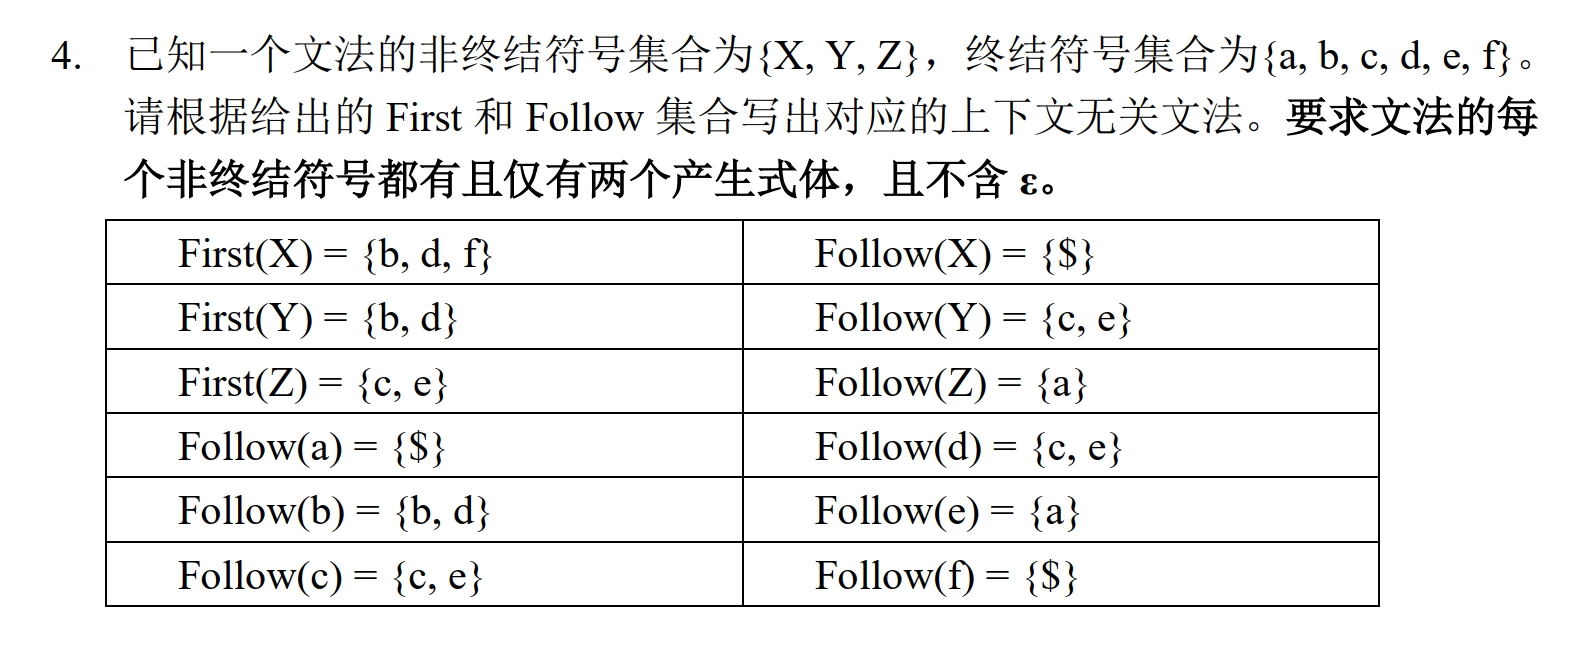 4. 已知一个文法的非终结符号集合为{X, Y, Z}，终结符号集合为{a, b, c, d, e, f}。
请根据给出的 First 和 Follow 集合写出对应的上下文无关文法。要求文法的每
个非终结符号都有且仅有两个产生式体，且不含 ε。
First(X) = {b, d, f} Follow(X) = {$}
First(Y) = {b, d} Follow(Y) = {c, e}
First(Z) = {c, e} Follow(Z) = {a}
Follow(a) = {$} Follow(d) = {c, e}
Follow(b) = {b, d} Follow(e) = {a}
Follow(c) = {c, e} Follow(f) = {$}